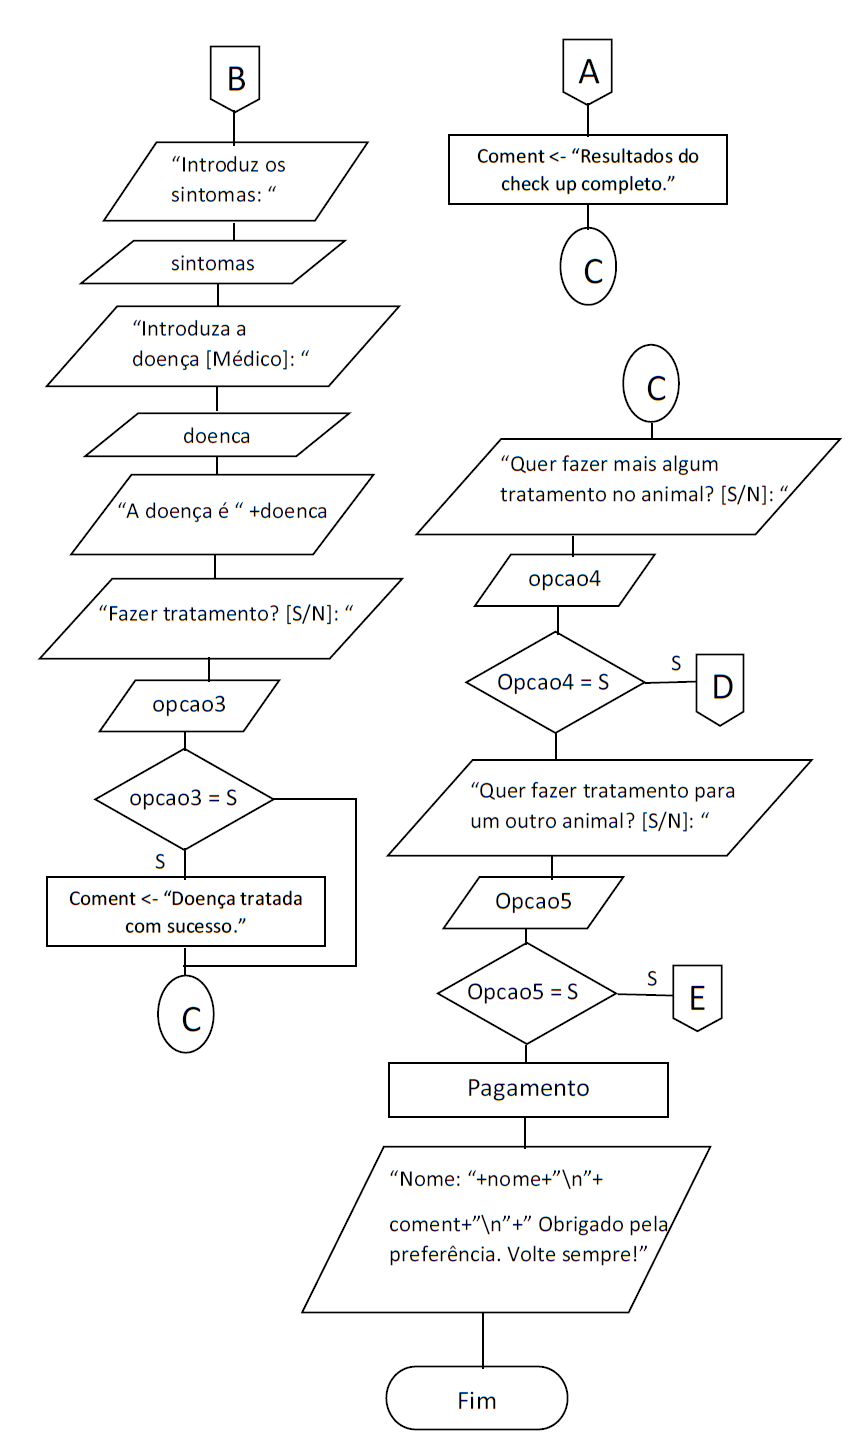 B
“Introduz os
sintomas: “
sintomas
“Introduza a
doença [Médico]: “
doenca
“A doença é “ +doenca
“Fazer tratamento? [S/N]: “
opcao3
opcao3 = S
S
Coment <- “Doença tratada
com sucesso.”
C
A
Coment <- “Resultados do
check up completo.”
C
C
“Quer fazer mais algum
tratamento no animal? [S/N]: “
opcao4
Opcao4 = S
S
D
“Quer fazer tratamento para
um outro animal? [S/N]: “
Opcao5
Opcao5 = S
S
E
Pagamento
“Nome: “+nome+”\n”+
coment+”\n”+” Obrigado pela
preferência. Volte sempre!”
Fim